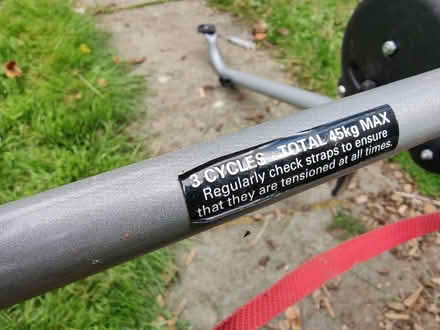 3 CYCLES - TOTAL 45kg MAX
Regularly check straps to ensure
that they are tensioned at all times.